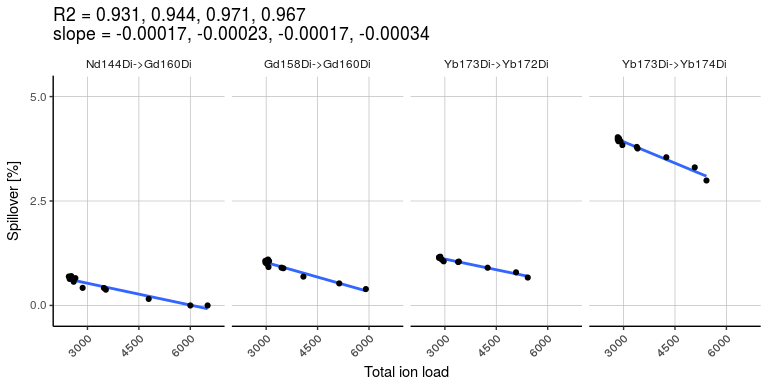 R2 = 0.931, 0.944, 0.971, 0.967
slope = -0.00017, -0.00023, -0.00017, -0.00034
Nd144Di->Gd160Di Gd158Di->Gd160Di Yb173Di->Yb172Di Yb173Di->Yb174Di
5.0
2.5
0.0
Spillover [%]
3000 4500 6000 3000 4500 6000 3000 4500 6000 3000 4500 6000
Total ion load